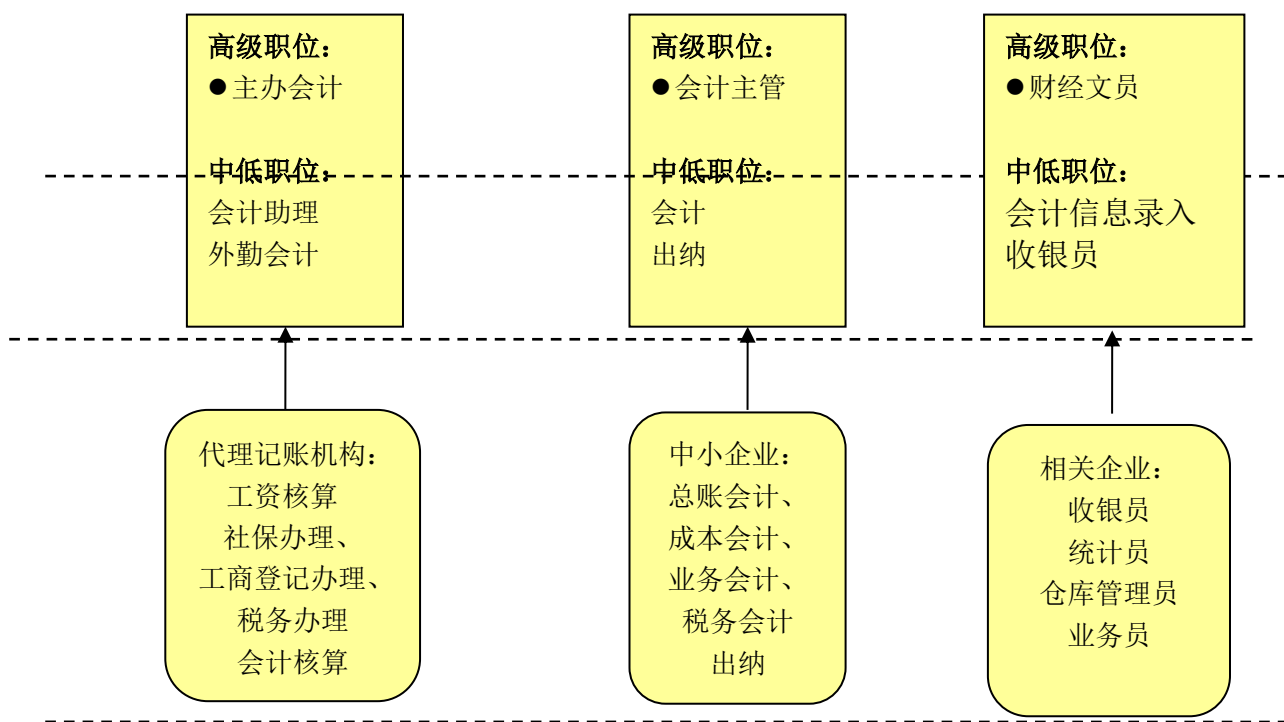 高级职位：
●主办会计
中低职位：
会计助理
外勤会计
高级职位：
●会计主管
中低职位：
会计
出纳
高级职位：
●财经文员
中低职位：
会计信息录入
收银员
代理记账机构：
工资核算
社保办理、
工商登记办理、
税务办理
会计核算
中小企业：
总账会计、
成本会计、
业务会计、
税务会计
出纳
相关企业：
收银员
统计员
仓库管理员
业务员